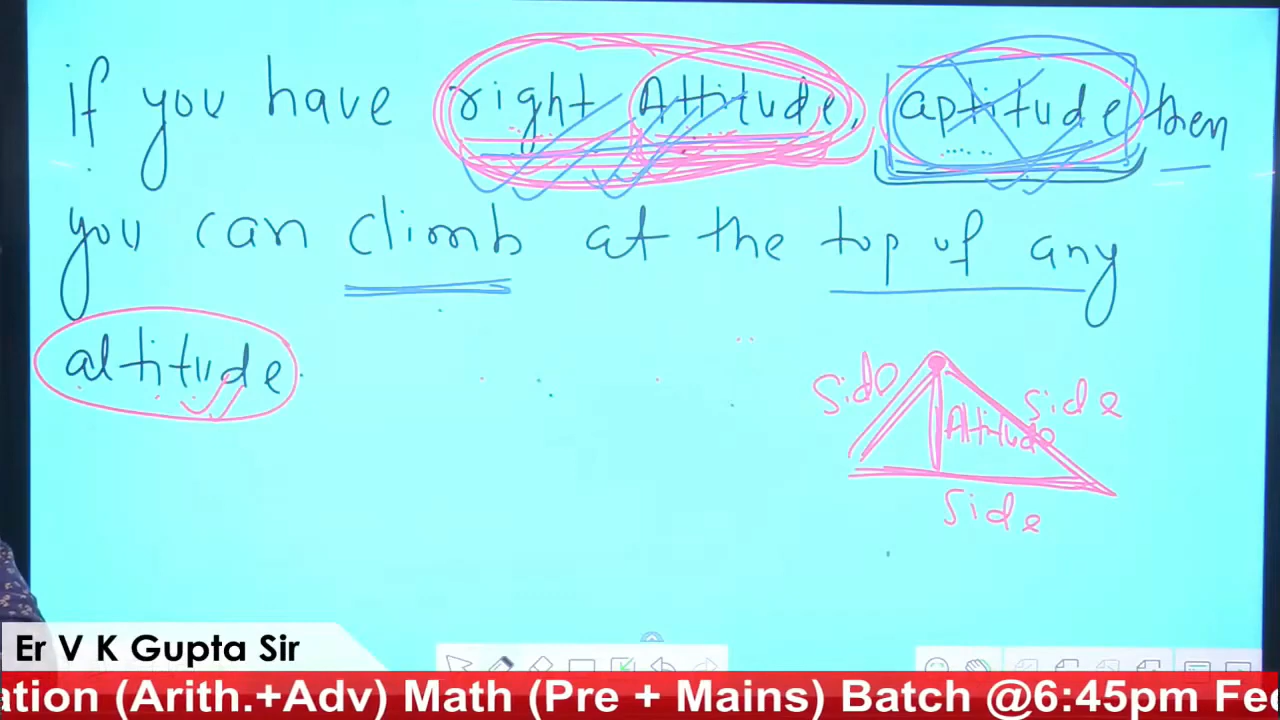 if you have right Attitude, aptitude then
you can climb at the top of any
altitude.
Side
side
Altitude
Side
Er V K Gupta Sir
ation (Arith.+Adv) Math (Pre + Mains) Batch @6:45pm Fee